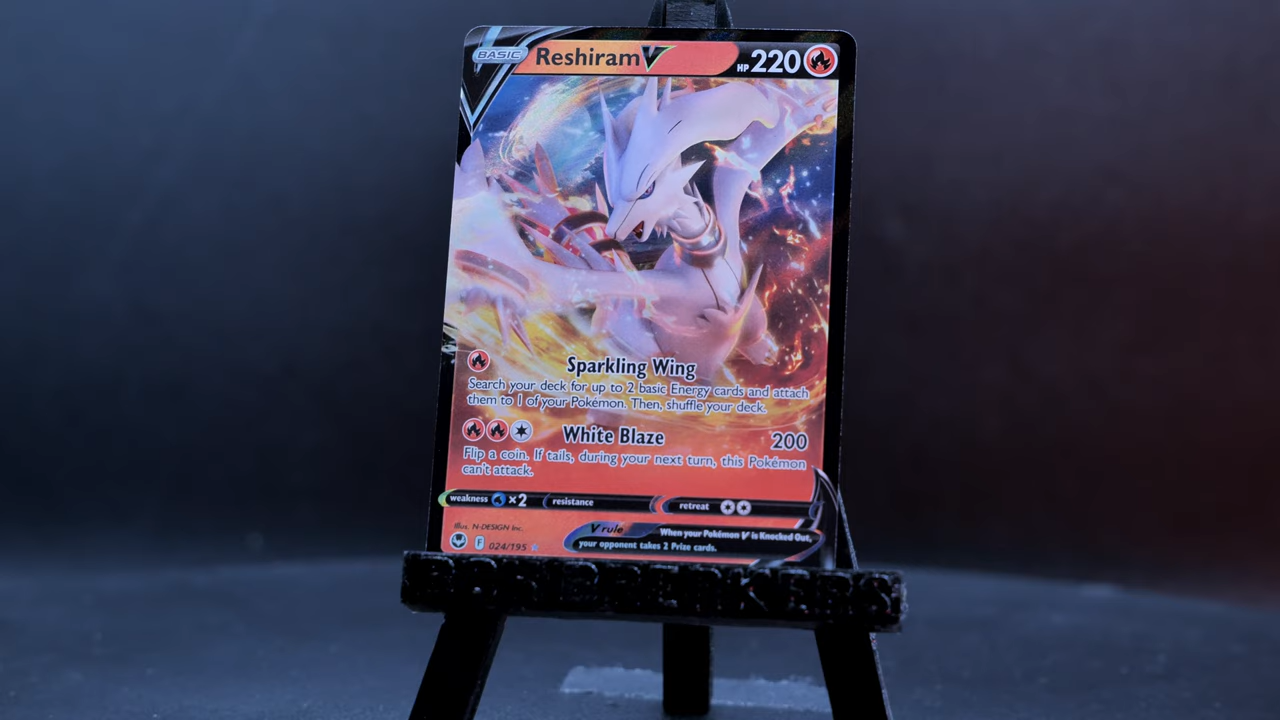 BASIC Reshiram V HP 220
Sparkling Wing
Search your deck for up to 2 basic Energy cards and attach
them to 1 of your Pokémon. Then, shuffle your deck.
White Blaze 200
Flip a coin. If tails, during your next turn, this Pokémon
can't attack.
weakness ×2 resistance retreat
Illus. N-DESIGN Inc.
V rule When your Pokémon V is Knocked Out,
your opponent takes 2 Prize cards.
F 024/195